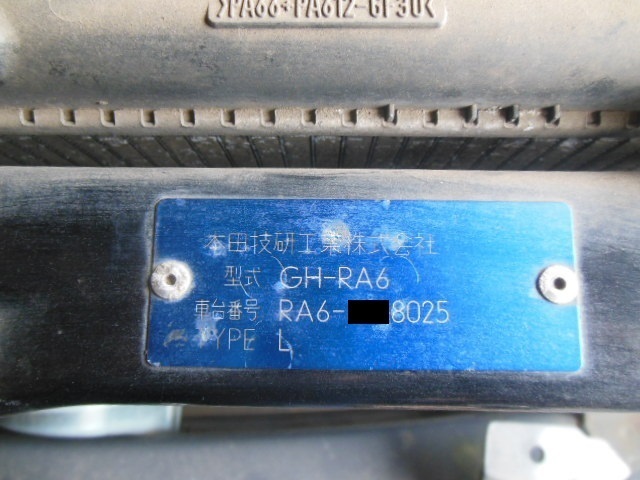 >PA66+PA612-GF30<
本田技研工業株式会社
型式 GH-RA6
車台番号 RA6- 8025
TYPE L